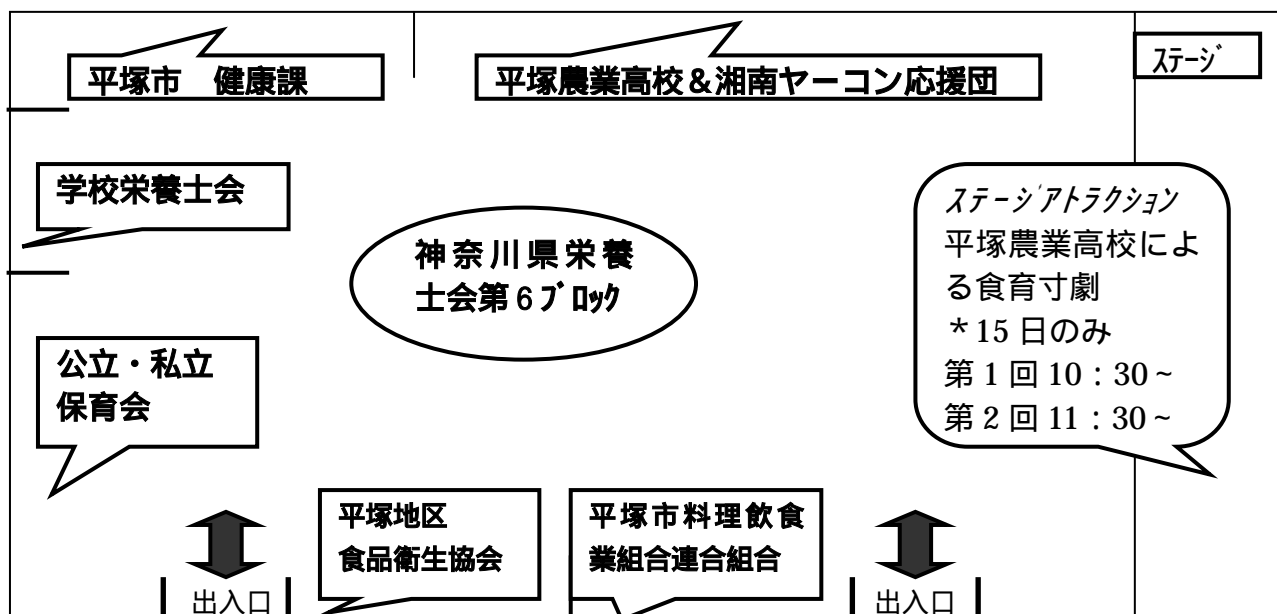 平塚市　健康課
平塚農業高校＆湘南ヤーコン応援団
ｽﾃｰｼﾞ
学校栄養士会
神奈川県栄養
士会第６ﾌﾞﾛｯｸ
ｽﾃｰｼﾞｱﾄﾗｸｼｮﾝ
平塚農業高校によ
る食育寸劇
＊15 日のみ
第 1 回 10：30～
第 2 回 11：30～
公立・私立
保育会
平塚地区
食品衛生協会
平塚市料理飲食
業組合連合組合
出入口
出入口